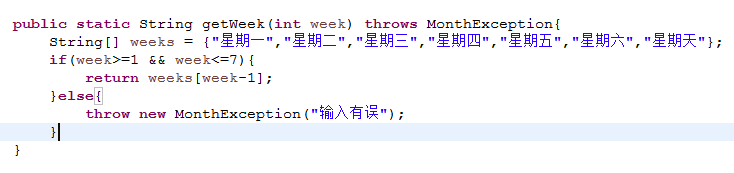 public static String getWeek(int week) throws MonthException{
String[] weeks = {"星期一","星期二","星期三","星期四","星期五","星期六","星期天"};
if(week>=1 && week<=7){
return weeks[week-1];
}else{
throw new MonthException("输入有误");
}
}